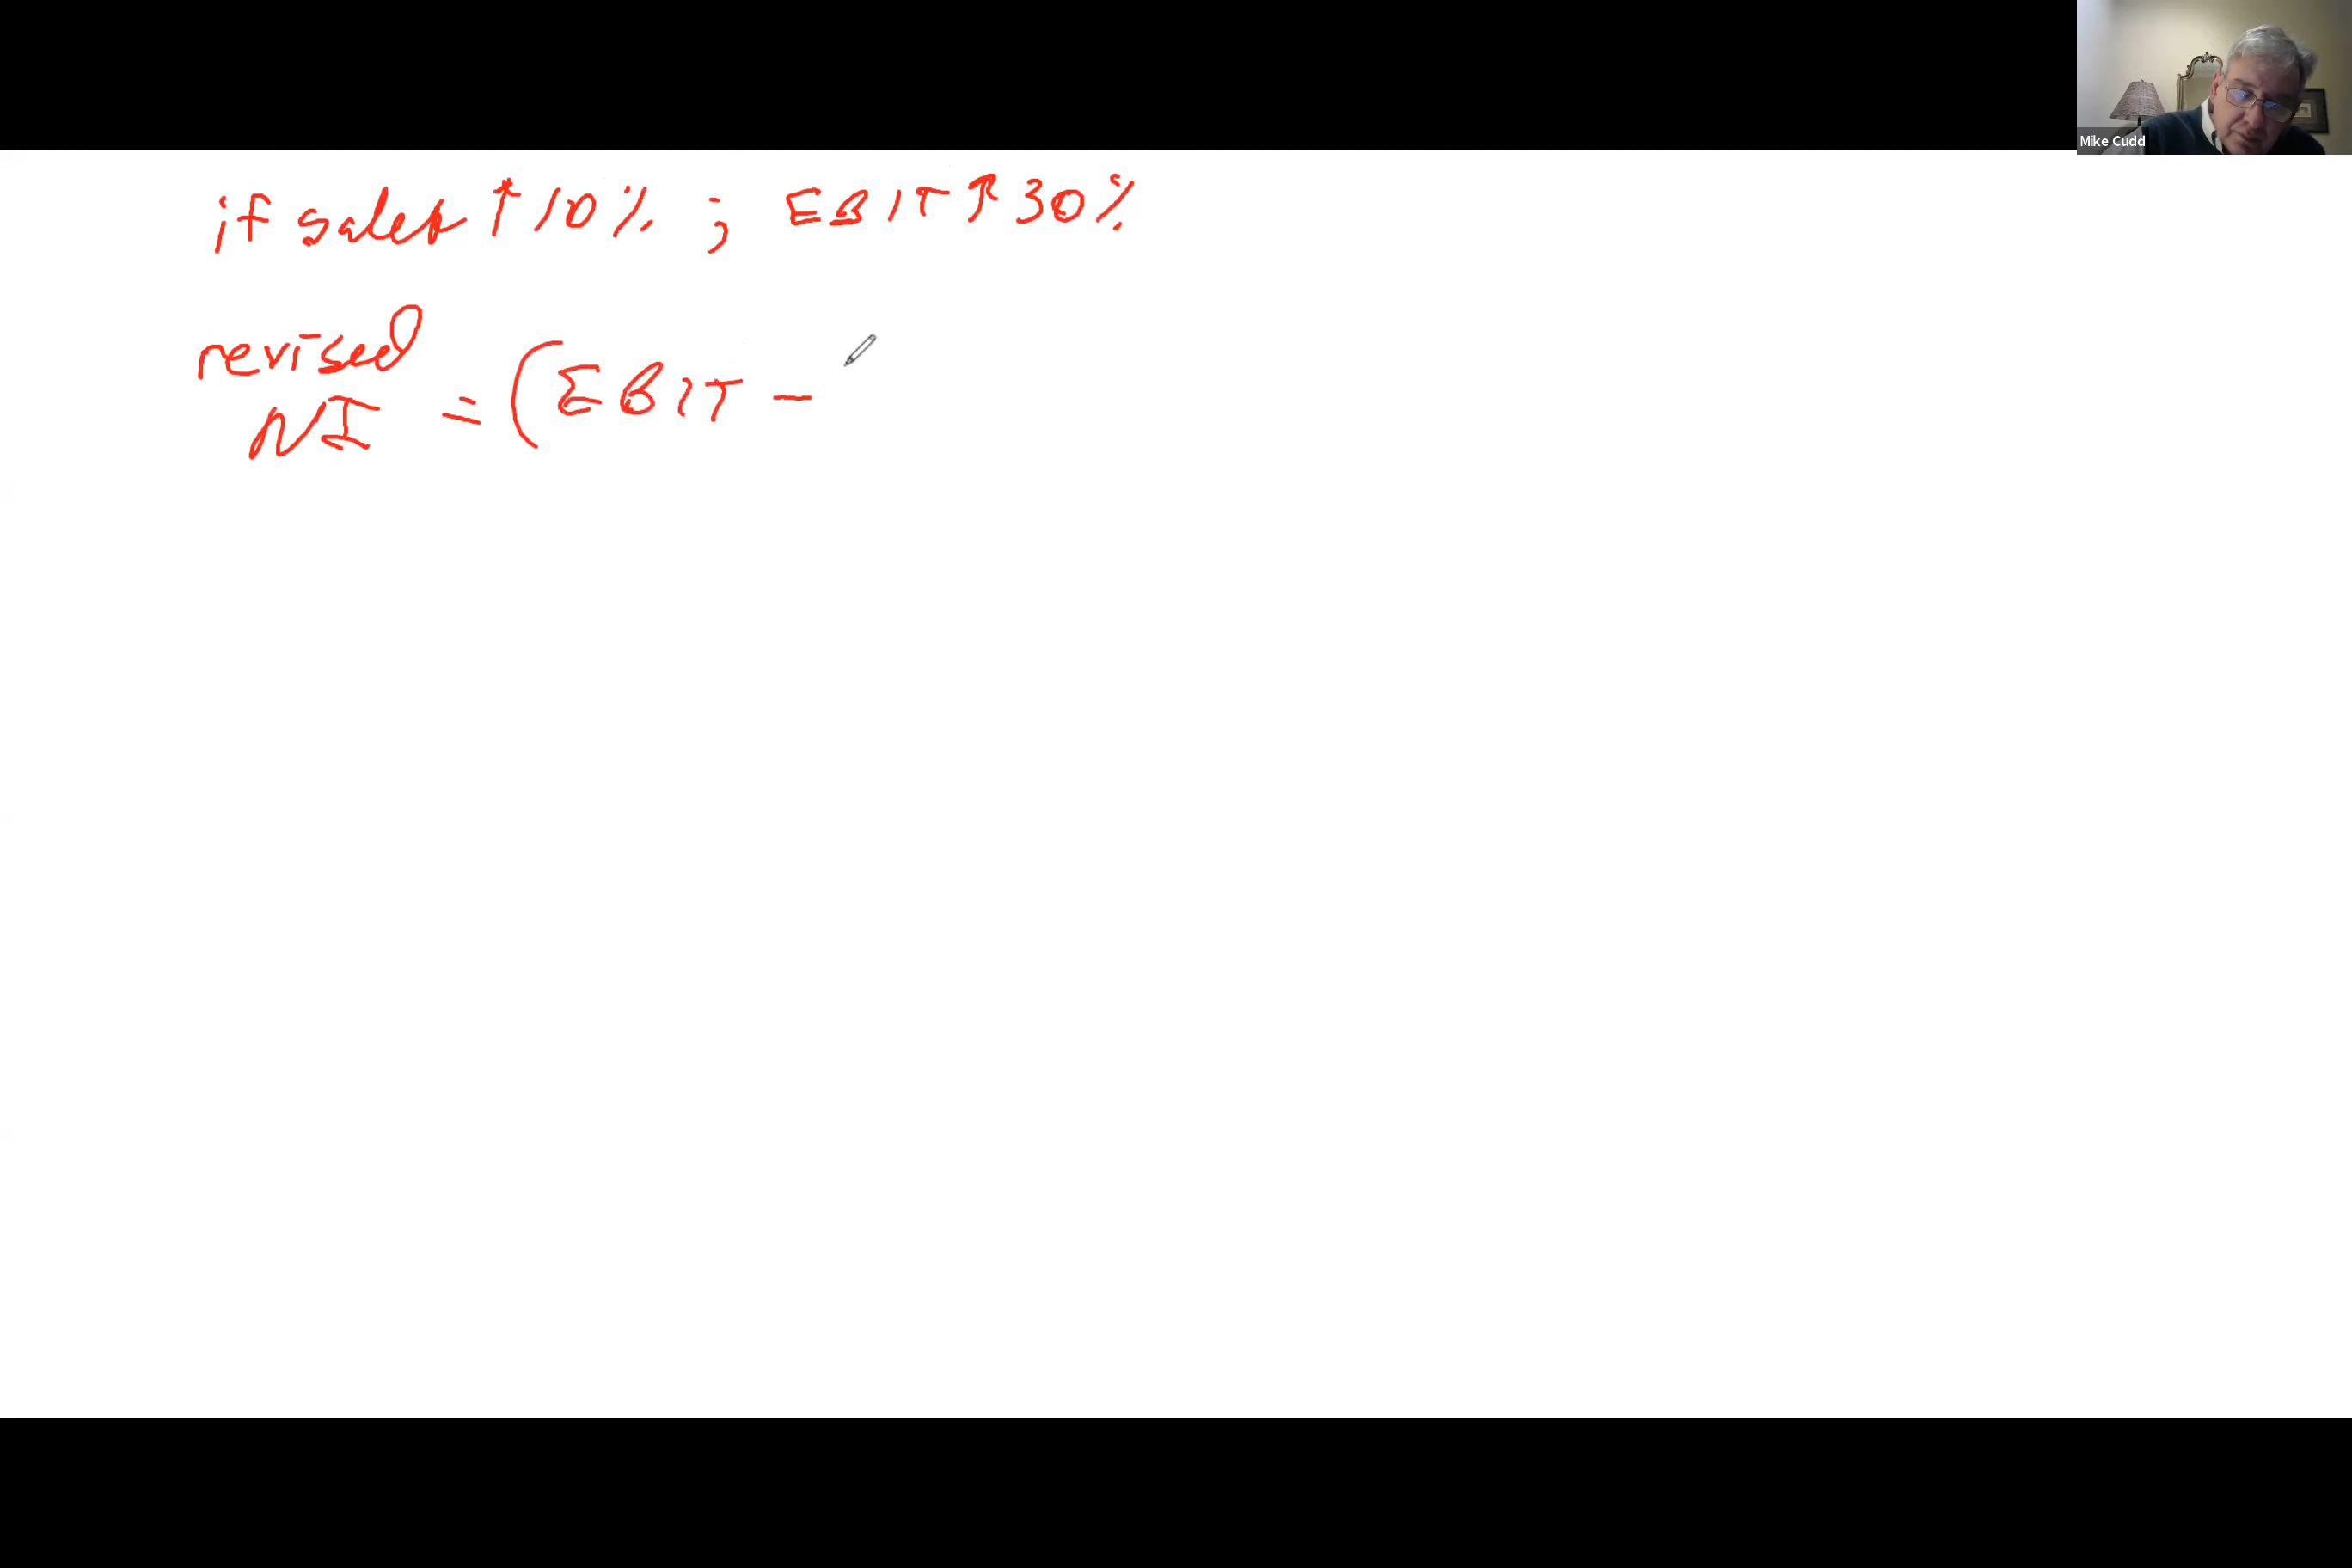 Mike Cudd
if sales ↑ 10% ; EBIT ↑ 30%
revised
NI = (EBIT -